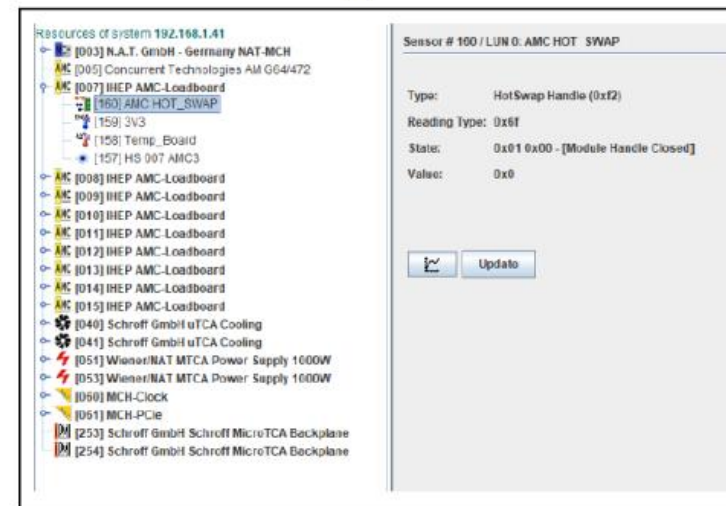 Resources of system 192.168.1.41
[003] N.A.T. GmbH - Germany NAT-MCH
[005] Concurrent Technologies AM G64/472
[007] IHEP AMC-Loadboard
[160] AMC HOT_SWAP
[159] 3V3
[158] Temp_Board
[157] HS 007 AMC3
[008] IHEP AMC-Loadboard
[009] IHEP AMC-Loadboard
[010] IHEP AMC-Loadboard
[011] IHEP AMC-Loadboard
[012] IHEP AMC-Loadboard
[013] IHEP AMC-Loadboard
[014] IHEP AMC-Loadboard
[015] IHEP AMC-Loadboard
[040] Schroff GmbH uTCA Cooling
[041] Schroff GmbH uTCA Cooling
[051] Wiener/NAT MTCA Power Supply 1000W
[053] Wiener/NAT MTCA Power Supply 1000W
[060] MCH-Clock
[061] MCH-PCIe
[253] Schroff GmbH Schroff MicroTCA Backplane
[254] Schroff GmbH Schroff MicroTCA Backplane
Sensor # 160 / LUN 0: AMC HOT_SWAP
Type: HotSwap Handle (0xf2)
Reading Type: 0x6f
State: 0x01 0x00 - [Module Handle Closed]
Value: 0x0
Update